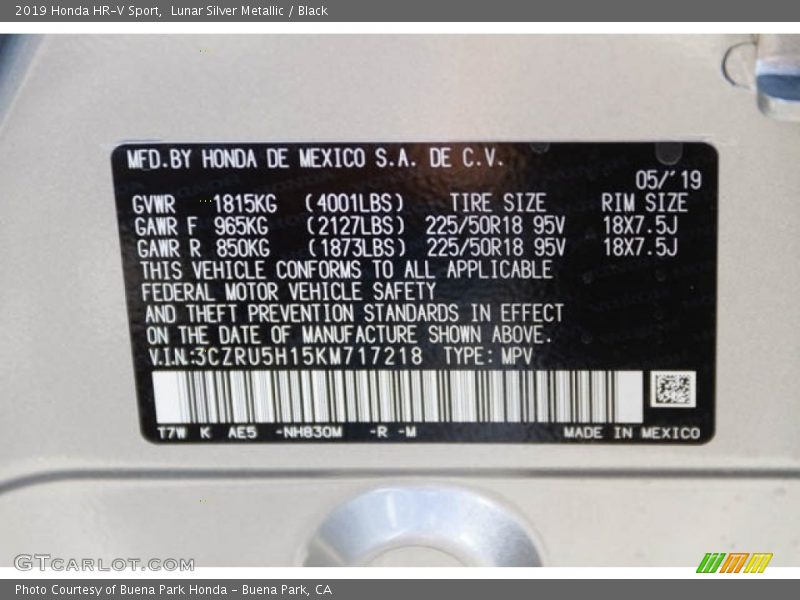 2019 Honda HR-V Sport,  Lunar Silver Metallic / Black
MFD.BY HONDA DE MEXICO S.A. DE C.V.
05/'19
GVWR 1815KG (4001LBS) TIRE SIZE RIM SIZE
GAWR F 965KG (2127LBS) 225/50R18 95V 18X7.5J
GAWR R 850KG (1873LBS) 225/50R18 95V 18X7.5J
THIS VEHICLE CONFORMS TO ALL APPLICABLE
FEDERAL MOTOR VEHICLE SAFETY
AND THEFT PREVENTION STANDARDS IN EFFECT
ON THE DATE OF MANUFACTURE SHOWN ABOVE.
V.I.N:3CZRU5H15KM717218 TYPE: MPV
T7W K AE5 -NH830M -R -M MADE IN MEXICO
GTCARLOT.COM
Photo Courtesy of Buena Park Honda - Buena Park, CA